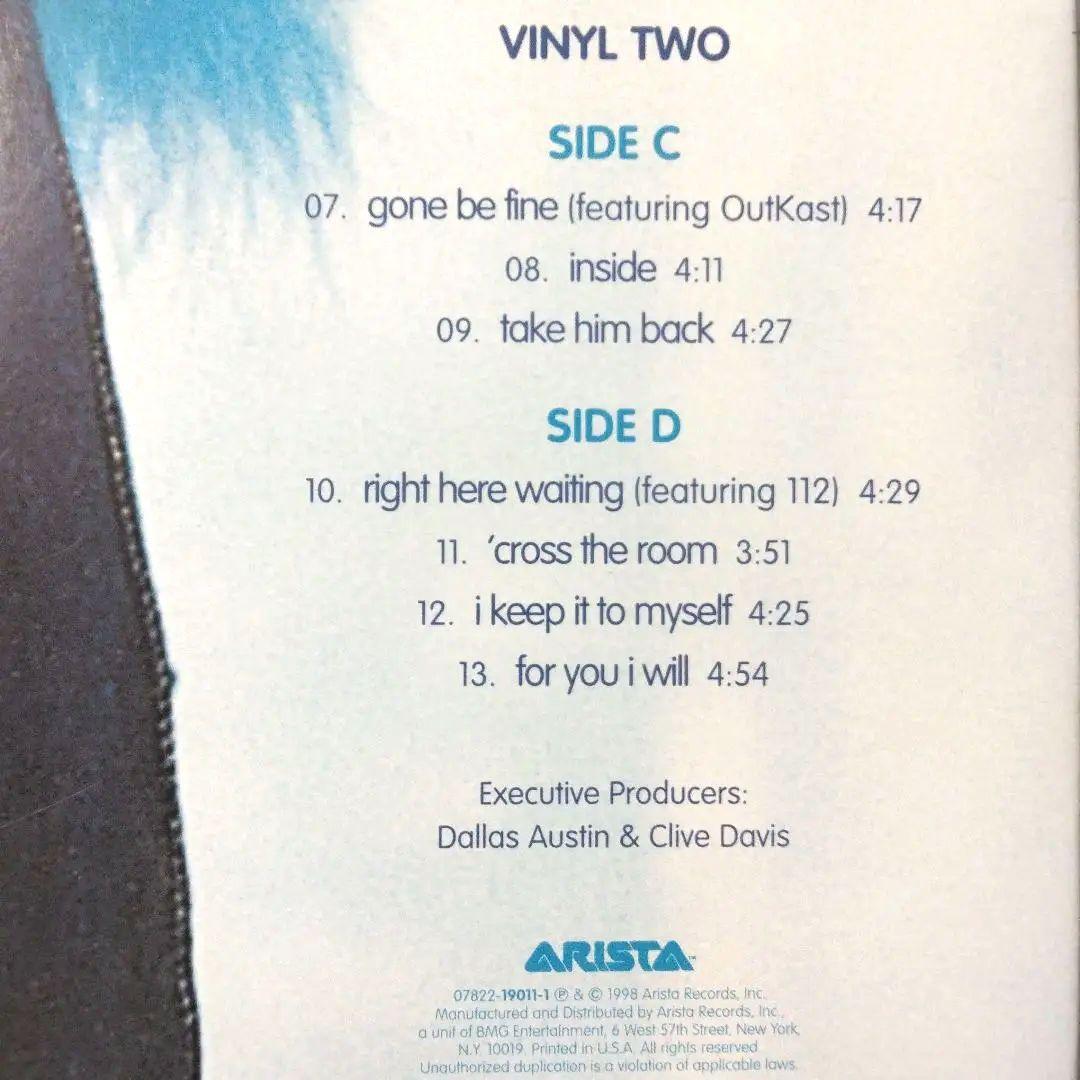 VINYL TWO
SIDE C
07. gone be fine (featuring OutKast) 4:17
08. inside 4:11
09. take him back 4:27
SIDE D
10. right here waiting (featuring 112) 4:29
11. 'cross the room 3:51
12. i keep it to myself 4:25
13. for you i will 4:54
Executive Producers:
Dallas Austin & Clive Davis
ARISTA™
07822-19011-1 ℗ & © 1998 Arista Records, Inc.
Manufactured and Distributed by Arista Records, Inc.,
a unit of BMG Entertainment, 6 West 57th Street, New York,
N.Y. 10019. Printed in U.S.A. All rights reserved.
Unauthorized duplication is a violation of applicable laws.